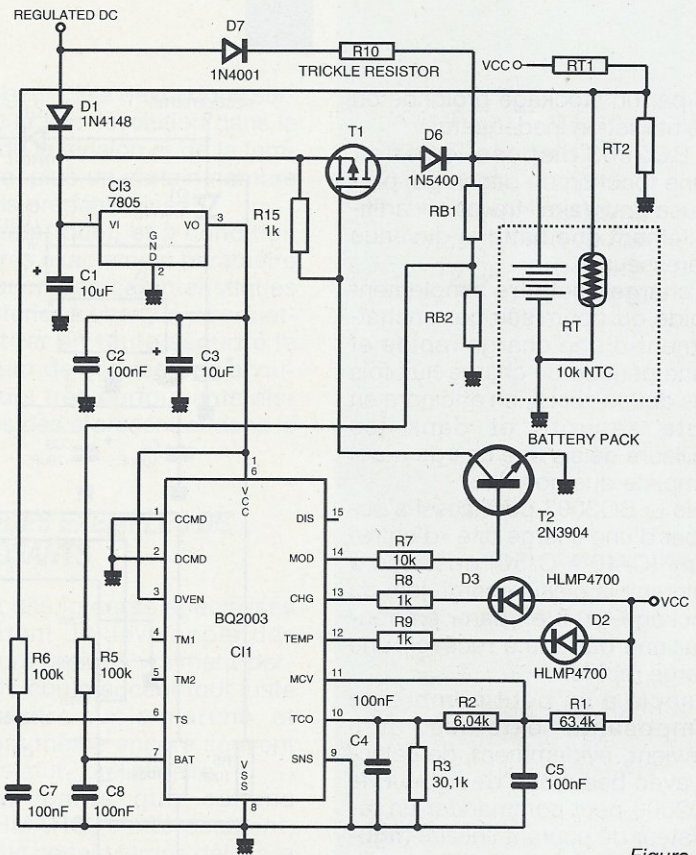 REGULATED DC
D7
1N4001
R10
TRICKLE RESISTOR
VCC
RT1
D1
1N4148
T1
D6
1N5400
RT2
CI3
7805
1
VI
VO
3
GND
2
R15
1k
RB1
C1
10uF
+
RB2
RT
10k NTC
C2
100nF
+
C3
10uF
BATTERY PACK
T2
2N3904
1
6
VCC
1
CCMD
DIS
15
2
DCMD
MOD
14
R7
10k
3
DVEN
CHG
13
R8
1k
D3
HLMP4700
VCC
BQ2003
CI1
4
TM1
TEMP
12
R9
1k
D2
HLMP4700
R6
100k
R5
100k
5
TM2
MCV
11
6
TS
TCO
10
100nF
R2
6,04k
R1
63,4k
7
BAT
SNS
9
C4
R3
30,1k
C5
100nF
C7
100nF
C8
100nF
VSS
8
Figure